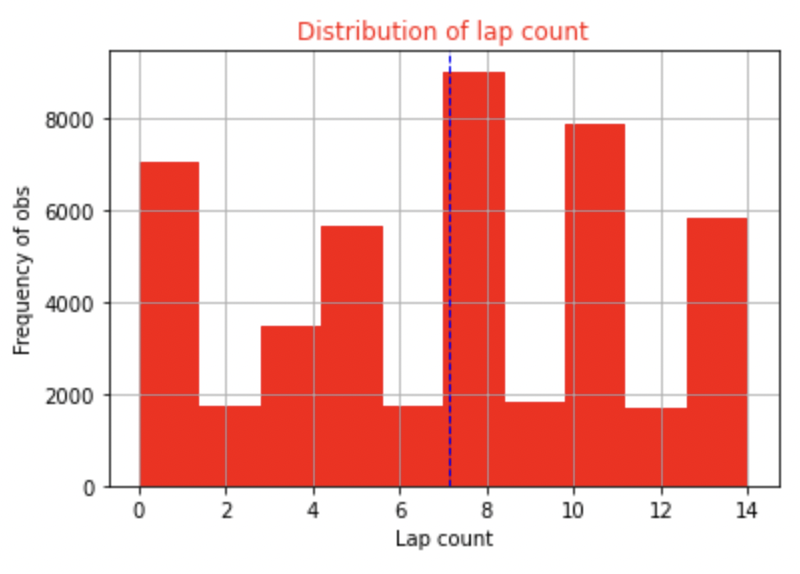 Distribution of lap count
Frequency of obs
8000
6000
4000
2000
0
0 2 4 6 8 10 12 14
Lap count